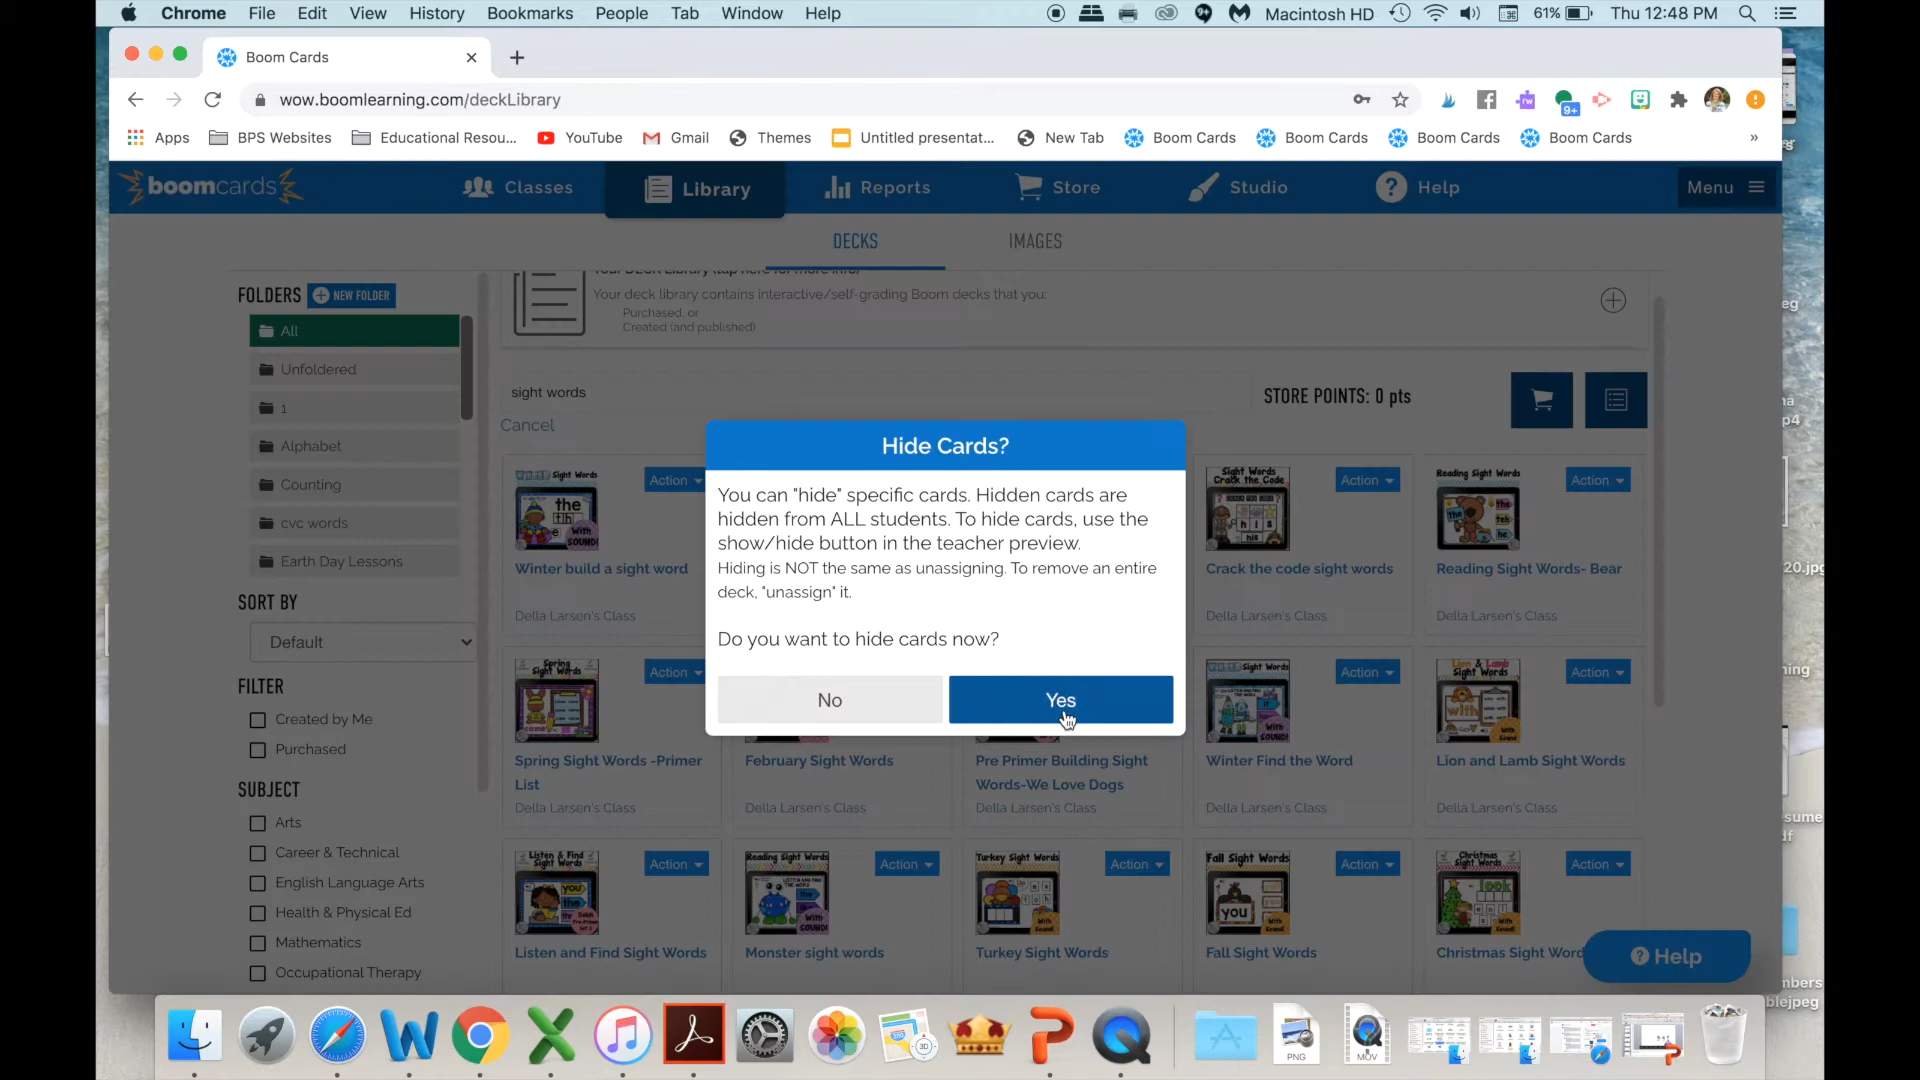 Chrome File Edit View History Bookmarks People Tab Window Help Macintosh HD 61% Thu 12:48 PM
Boom Cards
wow.boomlearning.com/deckLibrary
Apps BPS Websites Educational Resou... YouTube Gmail Themes Untitled presentat... New Tab Boom Cards Boom Cards Boom Cards Boom Cards »
boomcards Classes Library Reports Store Studio Help Menu
DECKS IMAGES
FOLDERS NEW FOLDER
All
Unfoldered
1
Alphabet
Counting
cvc words
Earth Day Lessons
SORT BY
Default
FILTER
Created by Me
Purchased
SUBJECT
Arts
Career & Technical
English Language Arts
Health & Physical Ed
Mathematics
Occupational Therapy
Your DECK Library (tap here for more info)
Your deck library contains interactive/self-grading Boom decks that you:
Purchased, or
Created (and published)
sight words
STORE POINTS: 0 pts
Cancel
Hide Cards?
You can "hide" specific cards. Hidden cards are
hidden from ALL students. To hide cards, use the
show/hide button in the teacher preview.
Hiding is NOT the same as unassigning. To remove an entire
deck, "unassign" it.
Do you want to hide cards now?
No Yes
Action Action Action
Winter build a sight word Crack the code sight words Reading Sight Words- Bear
Della Larsen's Class Della Larsen's Class Della Larsen's Class
Action Action Action
Spring Sight Words -Primer List
February Sight Words
Pre Primer Building Sight Words-We Love Dogs
Winter Find the Word
Lion and Lamb Sight Words
Della Larsen's Class Della Larsen's Class Della Larsen's Class Della Larsen's Class Della Larsen's Class
Action Action Action Action Action
Listen and Find Sight Words Monster sight words Turkey Sight Words Fall Sight Words Christmas Sight Word
Help
PNG MOV